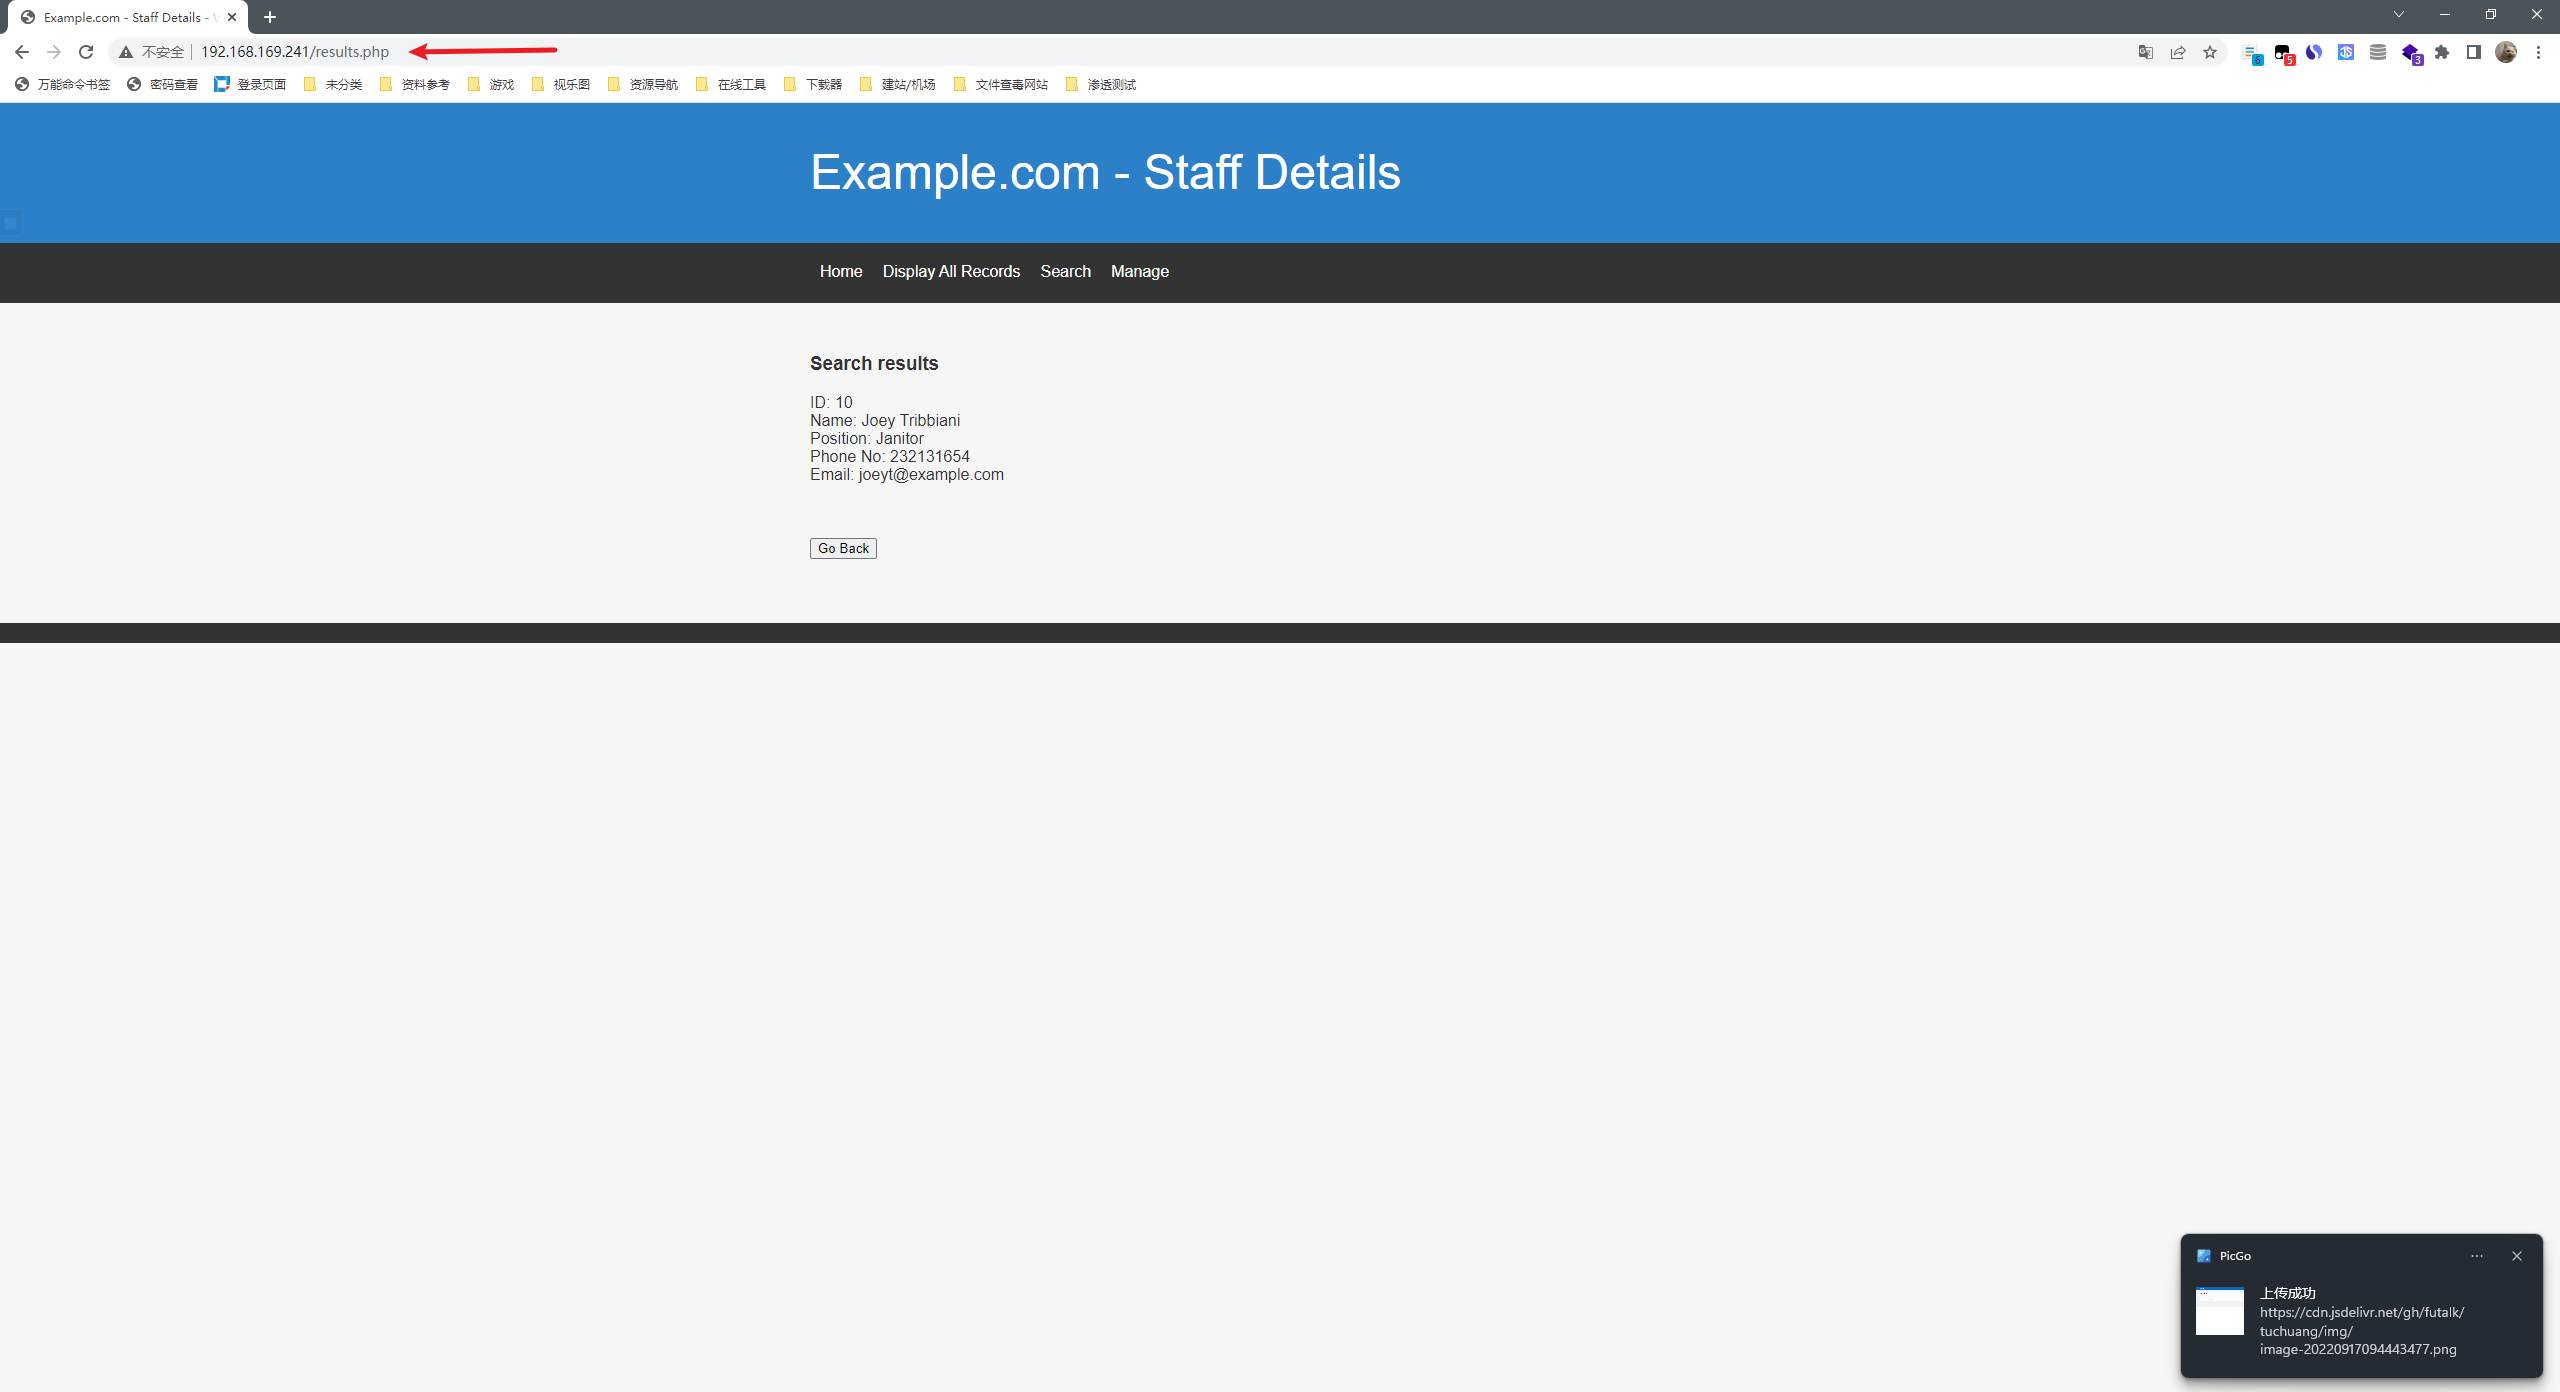 Example.com - Staff Details -
不安全 192.168.169.241/results.php
6 5 3
万能命令书签 密码查看 登录页面 未分类 资料参考 游戏 视乐图 资源导航 在线工具 下载器 建站/机场 文件查毒网站 渗透测试
Example.com - Staff Details
Home Display All Records Search Manage
Search results
ID: 10
Name: Joey Tribbiani
Position: Janitor
Phone No: 232131654
Email: joeyt@example.com
Go Back
PicGo
上传成功
https://cdn.jsdelivr.net/gh/futalk/
tuchuang/img/
image-20220917094443477.png